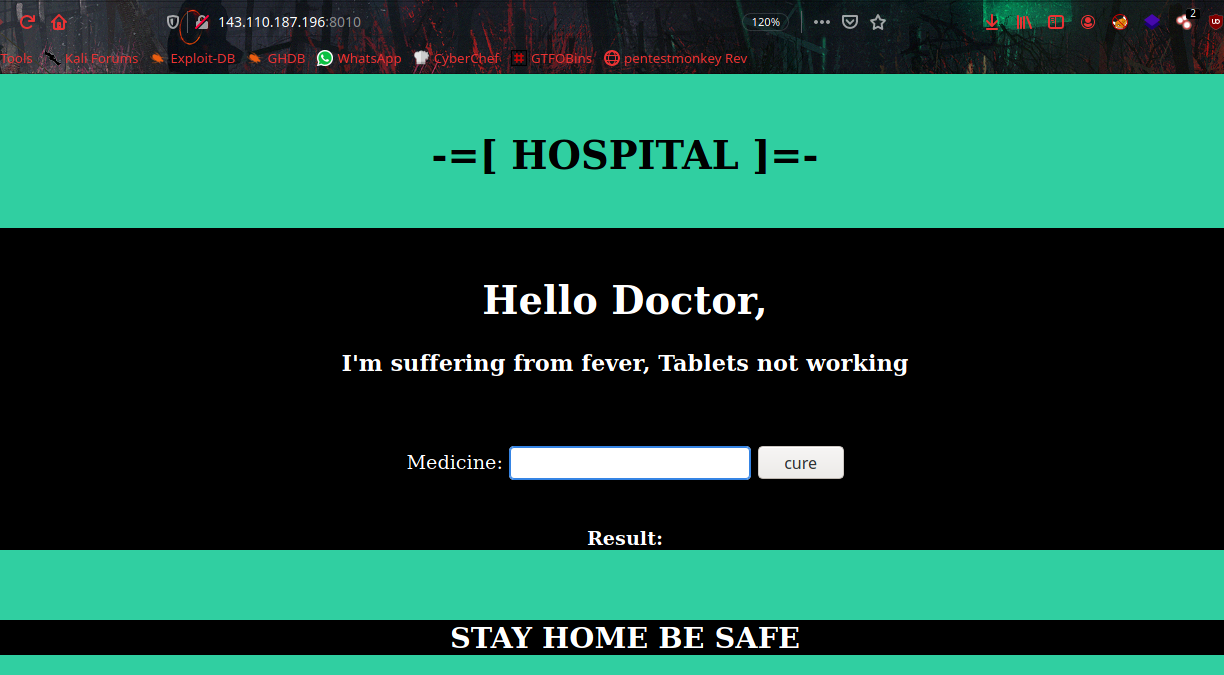 143.110.187.196:8010 120% 2
Tools Kali Forums Exploit-DB GHDB WhatsApp CyberChef GTFOBins pentestmonkey Rev
-=[ HOSPITAL ]=-
Hello Doctor,
I'm suffering from fever, Tablets not working
Medicine: cure
Result:
STAY HOME BE SAFE